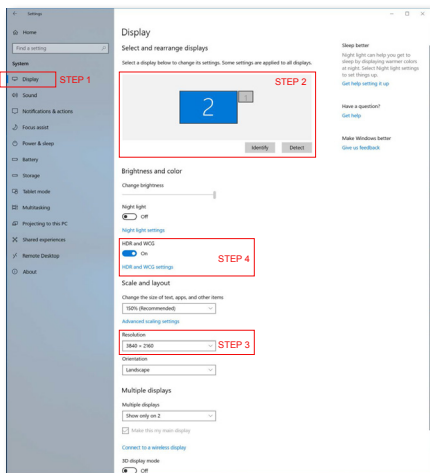 Settings
Home
Find a setting
System
Display
STEP 1
Sound
Notifications & actions
Focus assist
Power & sleep
Battery
Storage
Tablet mode
Multitasking
Projecting to this PC
Shared experiences
Remote Desktop
About
Display
Select and rearrange displays
Select a display below to change its settings. Some settings are applied to all displays.
STEP 2
2
1
Identify
Detect
Brightness and color
Change brightness
Night light
Off
Night light settings
HDR and WCG
On
STEP 4
HDR and WCG settings
Scale and layout
Change the size of text, apps, and other items
150% (Recommended)
Advanced scaling settings
Resolution
3840 × 2160
STEP 3
Orientation
Landscape
Multiple displays
Multiple displays
Show only on 2
Make this my main display
Connect to a wireless display
3D display mode
Off
Sleep better
Night light can help you get to
sleep by displaying warmer colors
at night. Select Night light settings
to set things up.
Get help setting it up
Have a question?
Get help
Make Windows better
Give us feedback